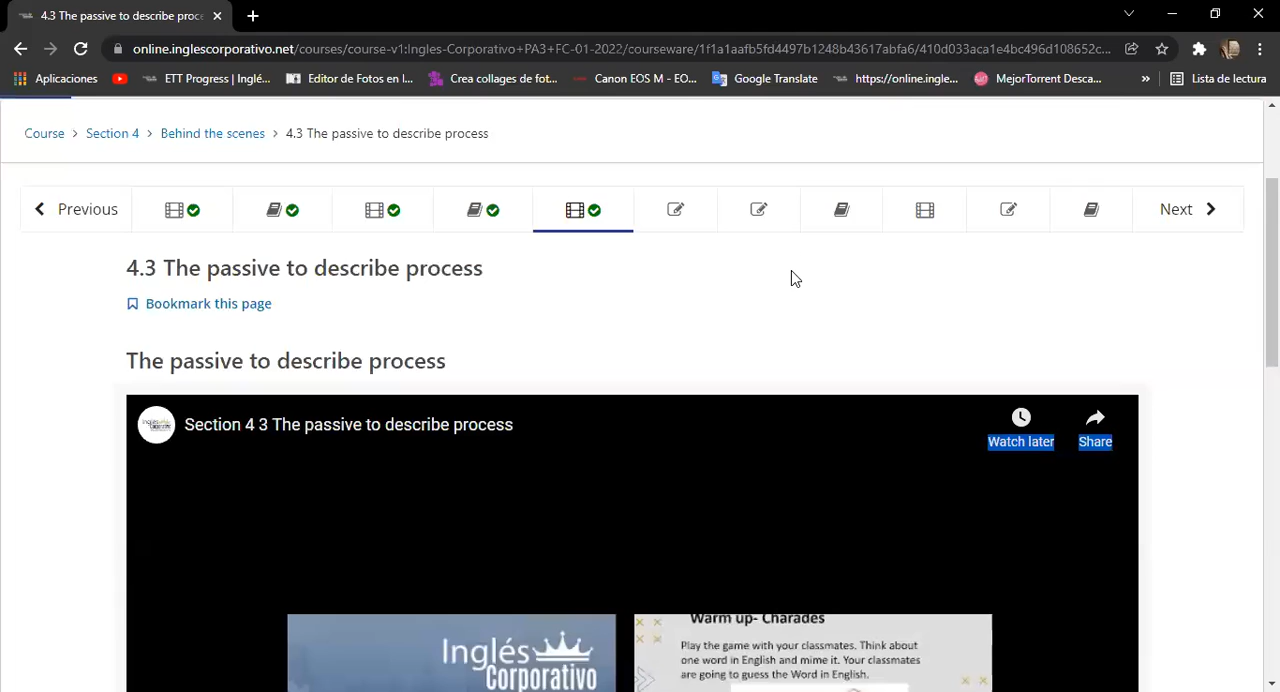 4.3 The passive to describe proce
online.inglescorporativo.net/courses/course-v1:Ingles-Corporativo+PA3+FC-01-2022/courseware/1f1a1aafb5fd4497b1248b43617abfa6/410d033aca1e4bc496d108652c...
Aplicaciones ETT Progress | Inglé... Editor de Fotos en l... Crea collages de fot... Canon EOS M - EO... Google Translate https://online.ingle... MejorTorrent Desca... » Lista de lectura
Course > Section 4 > Behind the scenes > 4.3 The passive to describe process
Previous Next
4.3 The passive to describe process
Bookmark this page
The passive to describe process
Section 4 3 The passive to describe process
Watch later Share
Warm up- Charades
Play the game with your classmates. Think about
one word in English and mime it. Your classmates
are going to guess the Word in English.
Inglés
Corporativo